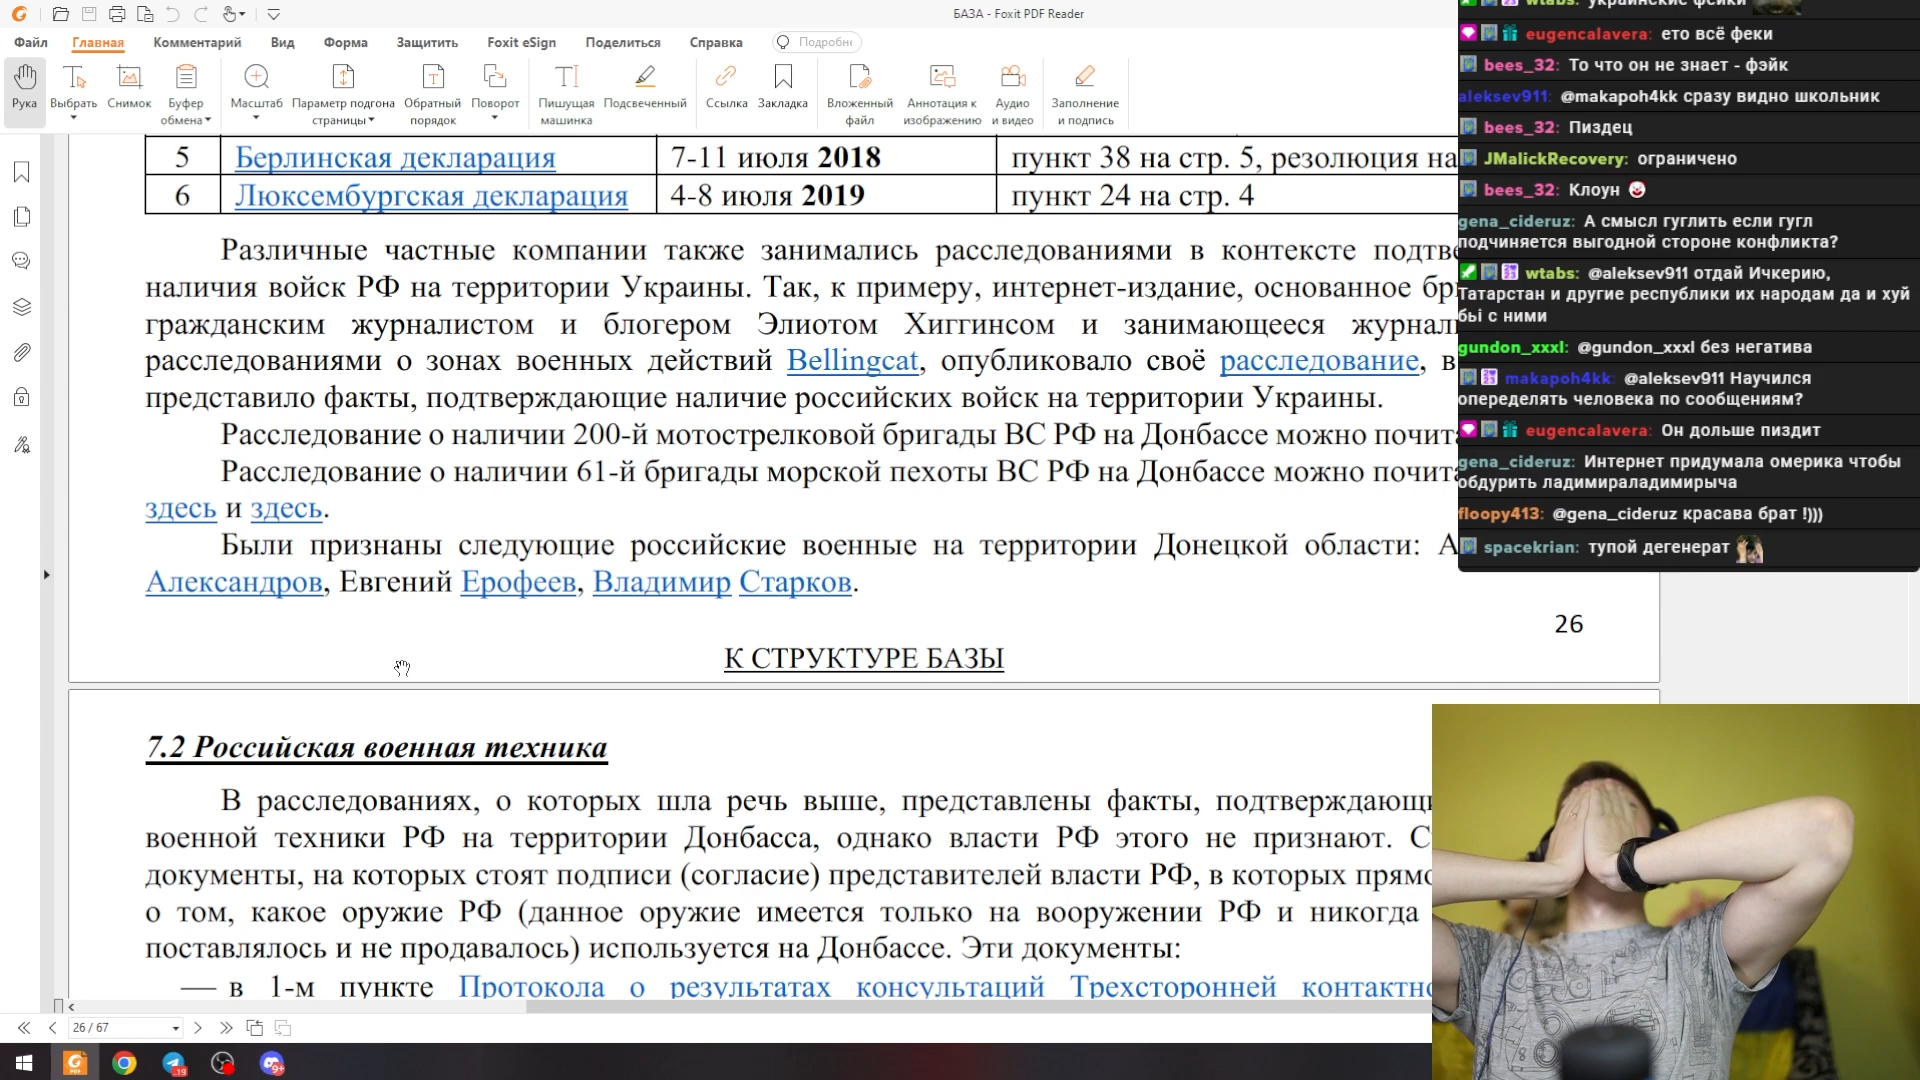 БАЗА - Foxit PDF Reader
Файл Главная Комментарий Вид Форма Защитить Foxit eSign Поделиться Справка
Рука Выбрать Снимок Буфер обмена Масштаб Параметр подгона страницы Обратный порядок Поворот Пишущая машинка Подсвеченный Ссылка Закладка Вложенный файл Аннотация к изображению Аудио и видео Заполнение и подпись
5 Берлинская декларация 7-11 июля 2018 пункт 38 на стр. 5, резолюция на
6 Люксембургская декларация 4-8 июля 2019 пункт 24 на стр. 4
Различные частные компании также занимались расследованиями в контексте
наличия войск РФ на территории Украины. Так, к примеру, интернет-издание, основанное
гражданским журналистом и блогером Элиотом Хиггинсом и занимающееся
расследованиями о зонах военных действий Bellingcat, опубликовало своё расследование, в
представило факты, подтверждающие наличие российских войск на территории Украины.
Расследование о наличии 200-й мотострелковой бригады ВС РФ на Донбассе можно
Расследование о наличии 61-й бригады морской пехоты ВС РФ на Донбассе можно
здесь и здесь.
Были признаны следующие российские военные на территории Донецкой области: А
Александров, Евгений Ерофеев, Владимир Старков.
26
К СТРУКТУРЕ БАЗЫ
7.2 Российская военная техника
В расследованиях, о которых шла речь выше, представлены факты,
военной техники РФ на территории Донбасса, однако власти РФ этого не признают. С
документы, на которых стоят подписи (согласие) представителей власти РФ, в которых
о том, какое оружие РФ (данное оружие имеется только на вооружении РФ и никогда
поставлялось и не продавалось) используется на Донбассе. Эти документы:
— в 1-м пункте Протокола о результатах консультаций Трехсторонней
26 / 67
19
9+
wtabs: украинские фейки
eugencalavera: ето всё феки
bees_32: То что он не знает - фэйк
aleksev911: @makapoh4kk сразу видно школьник
bees_32: Пиздец
JMalickRecovery: ограничено
bees_32: Клоун 🤡
gena_cideruz: А смысл гуглить если гугл
подчиняется выгодной стороне конфликта?
wtabs: @aleksev911 отдай Ичкерию,
Татарстан и другие республики их народам да и хуй
бы с ними
gundon_xxxl: @gundon_xxxl без негатива
makapoh4kk: @aleksev911 Научился
опеределять человека по сообщениям?
eugencalavera: Он дольше пиздит
gena_cideruz: Интернет придумала омерика чтобы
обдурить ладимираладимирыча
floopy413: @gena_cideruz красава брат !)))
spacekrian: тупой дегенерат